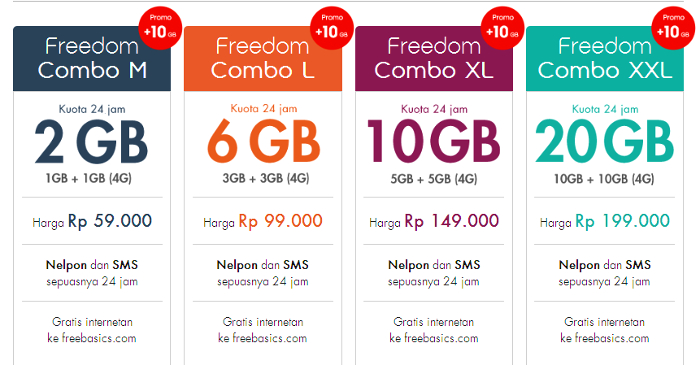 Promo
+10 GB
Freedom
Combo M
Kuota 24 jam
2 GB
1GB + 1GB (4G)
Harga Rp 59.000
Nelpon dan SMS
sepuasnya 24 jam
Gratis internetan
ke freebasics.com
Promo
+10 GB
Freedom
Combo L
Kuota 24 jam
6 GB
3GB + 3GB (4G)
Harga Rp 99.000
Nelpon dan SMS
sepuasnya 24 jam
Gratis internetan
ke freebasics.com
Promo
+10 GB
Freedom
Combo XL
Kuota 24 jam
10 GB
5GB + 5GB (4G)
Harga Rp 149.000
Nelpon dan SMS
sepuasnya 24 jam
Gratis internetan
ke freebasics.com
Promo
+10 GB
Freedom
Combo XXL
Kuota 24 jam
20 GB
10GB + 10GB (4G)
Harga Rp 199.000
Nelpon dan SMS
sepuasnya 24 jam
Gratis internetan
ke freebasics.com